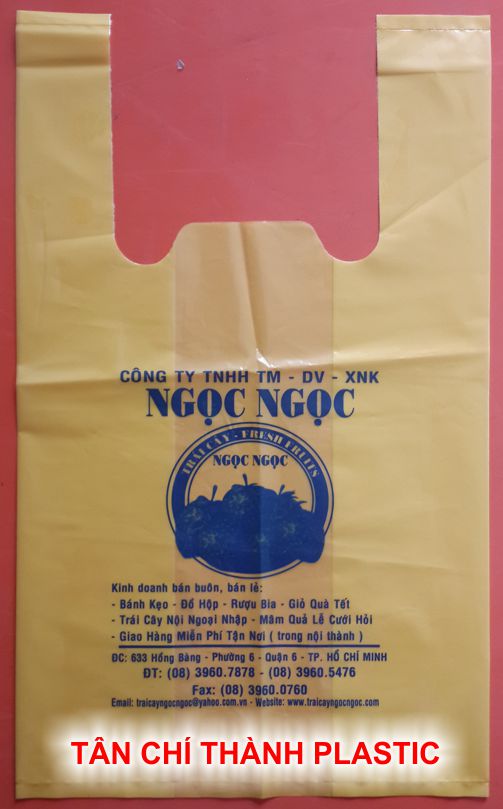 CÔNG TY TNHH TM - DV - XNK
NGỌC NGỌC
TRÁI CÂY - FRESH FRUITS
NGỌC NGỌC
Kinh doanh bán buôn, bán lẻ:
- Bánh Kẹo - Đồ Hộp - Rượu Bia - Giỏ Quà Tết
- Trái Cây Nội Ngoại Nhập - Mâm Quả Lễ Cưới Hỏi
- Giao Hàng Miễn Phí Tận Nơi ( trong nội thành )
ĐC: 633 Hồng Bàng - Phường 6 - Quận 6 - TP. HỒ CHÍ MINH
ĐT: (08) 3960.7878 - (08) 3960.5476
Fax: (08) 3960.0760
Email: traicayngocngoc@yahoo.com.vn - Website: www.traicayngocngoc.com
TÂN CHÍ THÀNH PLASTIC